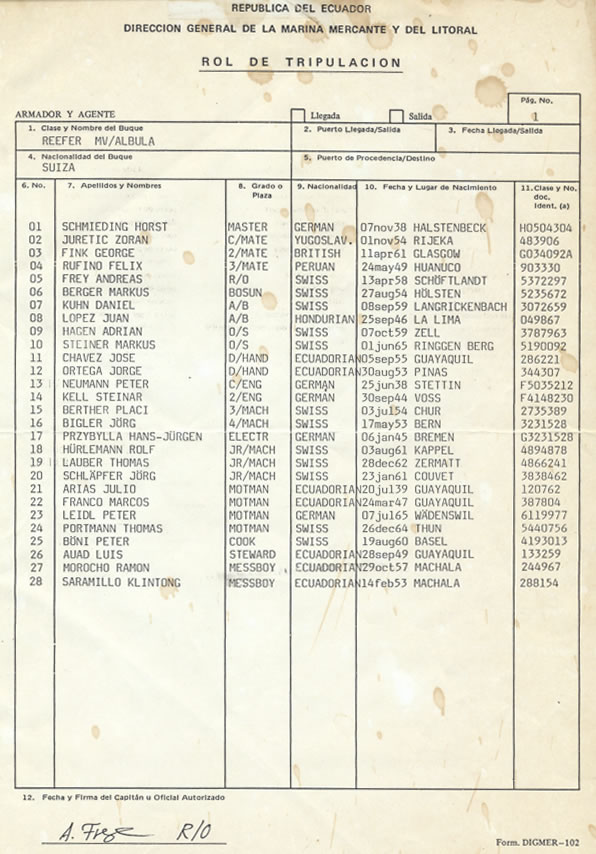 REPUBLICA DEL ECUADOR
DIRECCION GENERAL DE LA MARINA MERCANTE Y DEL LITORAL
ROL DE TRIPULACION
Pág. No.
1
ARMADOR Y AGENTE Llegada Salida
1. Clase y Nombre del Buque 2. Puerto Llegada/Salida 3. Fecha Llegada/Salida
REEFER MV/ALBULA
4. Nacionalidad del Buque 5. Puerto de Procedencia/Destino
SUIZA
6. No. 7. Apellidos y Nombres 8. Grado o Plaza 9. Nacionalidad 10. Fecha y Lugar de Nacimiento 11. Clase y No. doc. Ident. (a)
01 SCHMIEDING HORST MASTER GERMAN 07nov38 HALSTENBECK H0504304
02 JURETIC ZORAN C/MATE YUGOSLAV. 01nov54 RIJEKA 483906
03 FINK GEORGE 2/MATE BRITISH 11apr61 GLASGOW G034092A
04 RUFINO FELIX 3/MATE PERUAN 24may49 HUANUCO 903330
05 FREY ANDREAS R/O SWISS 13apr58 SCHÖFTLANDT 5372297
06 BERGER MARKUS BOSUN SWISS 27aug54 HÖLSTEN 5235672
07 KUHN DANIEL A/B SWISS 08sep59 LANGRICKENBACH 3072659
08 LOPEZ JUAN A/B HONDURIAN 25sep46 LA LIMA 049867
09 HAGEN ADRIAN O/S SWISS 07oct59 ZELL 3787963
10 STEINER MARKUS O/S SWISS 01jun65 RINGGEN BERG 5190092
11 CHAVEZ JOSE D/HAND ECUADORIAN 05sep55 GUAYAQUIL 286221
12 ORTEGA JORGE D/HAND ECUADORIAN 30aug53 PINAS 344307
13 NEUMANN PETER C/ENG GERMAN 25jun38 STETTIN F5035212
14 KELL STEINAR 2/ENG GERMAN 30sep44 VOSS F4148230
15 BERTHER PLACI 3/MACH SWISS 03jul54 CHUR 2735389
16 BIGLER JÖRG 4/MACH SWISS 17may53 BERN 3231528
17 PRZYBYLLA HANS-JÜRGEN ELECTR GERMAN 06jan45 BREMEN G3231528
18 HÜRLEMANN ROLF JR/MACH SWISS 03aug61 KAPPEL 4894878
19 LAUBER THOMAS JR/MACH SWISS 28dec62 ZERMATT 4866241
20 SCHLÄPFER JÖRG JR/MACH SWISS 23jan61 COUVET 3838462
21 ARIAS JULIO MOTMAN ECUADORIAN 20jul39 GUAYAQUIL 120762
22 FRANCO MARCOS MOTMAN ECUADORIAN 24mar47 GUAYAQUIL 387804
23 LEIDL PETER MOTMAN GERMAN 07jul65 WÄDENSWIL 6119977
24 PORTMANN THOMAS MOTMAN SWISS 26dec64 THUN 5440756
25 BÖNI PETER COOK SWISS 19aug60 BASEL 4193013
26 AUAD LUIS STEWARD ECUADORIAN 28sep49 GUAYAQUIL 133259
27 MOROCHO RAMON MESSBOY ECUADORIAN 29oct57 MACHALA 244967
28 SARAMILLO KLINTONG MESSBOY ECUADORIAN 14feb53 MACHALA 288154
12. Fecha y Firma del Capitán u Oficial Autorizado
A. Frey R/O
Form. DIGMER-102